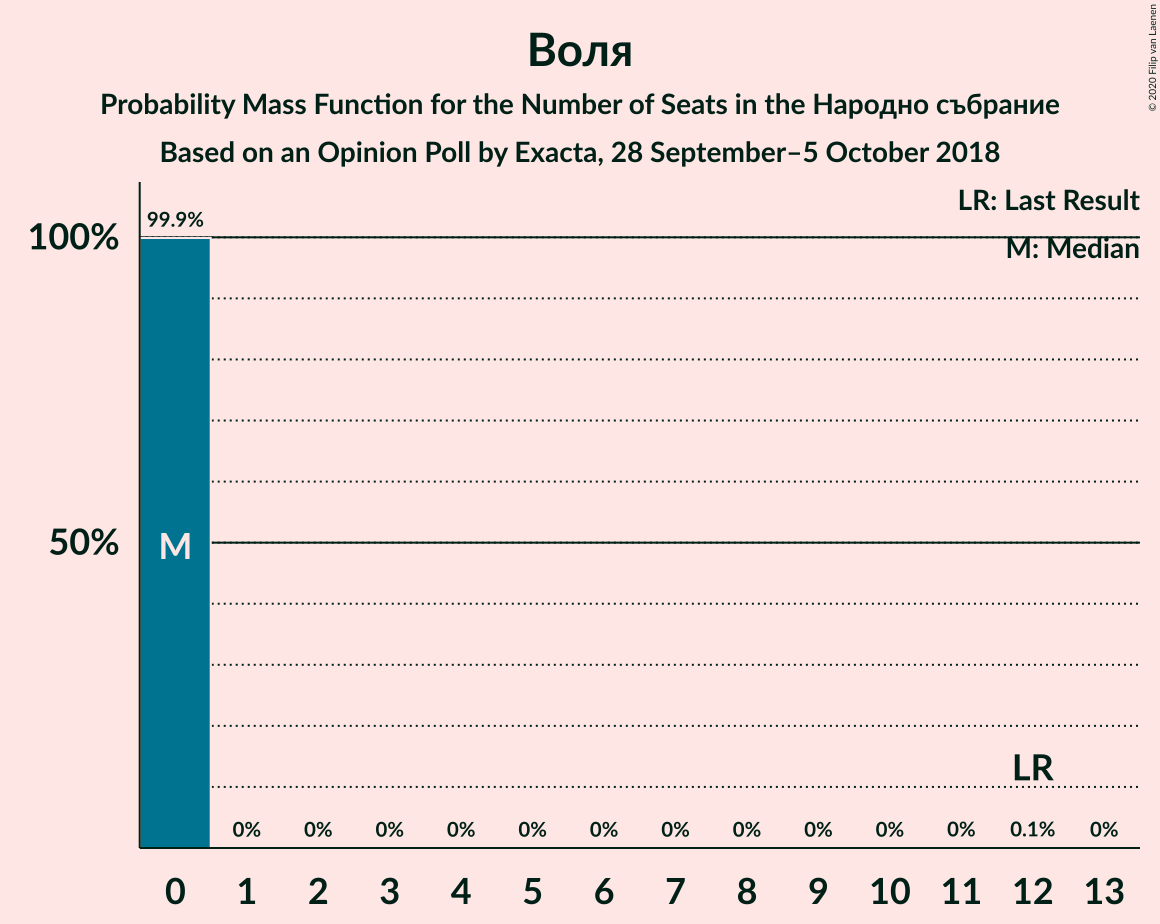 Воля
Probability Mass Function for the Number of Seats in the Народно събрание
Based on an Opinion Poll by Exacta, 28 September–5 October 2018
© 2020 Filip van Laenen
LR: Last Result
M: Median
99.9%
100%
50%
M
LR
0% 0% 0% 0% 0% 0% 0% 0% 0% 0% 0% 0.1% 0%
0 1 2 3 4 5 6 7 8 9 10 11 12 13